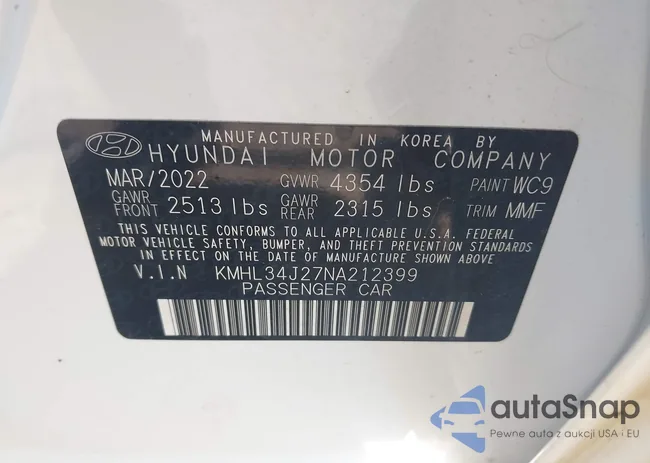 MANUFACTURED IN KOREA BY
HYUNDAI MOTOR COMPANY
MAR/2022 GVWR 4354 lbs PAINT WC9
GAWR FRONT 2513 lbs GAWR REAR 2315 lbs TRIM MMF
THIS VEHICLE CONFORMS TO ALL APPLICABLE U.S.A. FEDERAL
MOTOR VEHICLE SAFETY, BUMPER, AND THEFT PREVENTION STANDARDS
IN EFFECT ON THE DATE OF MANUFACTURE SHOWN ABOVE.
V.I.N KMHL34J27NA212399
PASSENGER CAR
autaSnap
Pewne auta z aukcji USA i EU